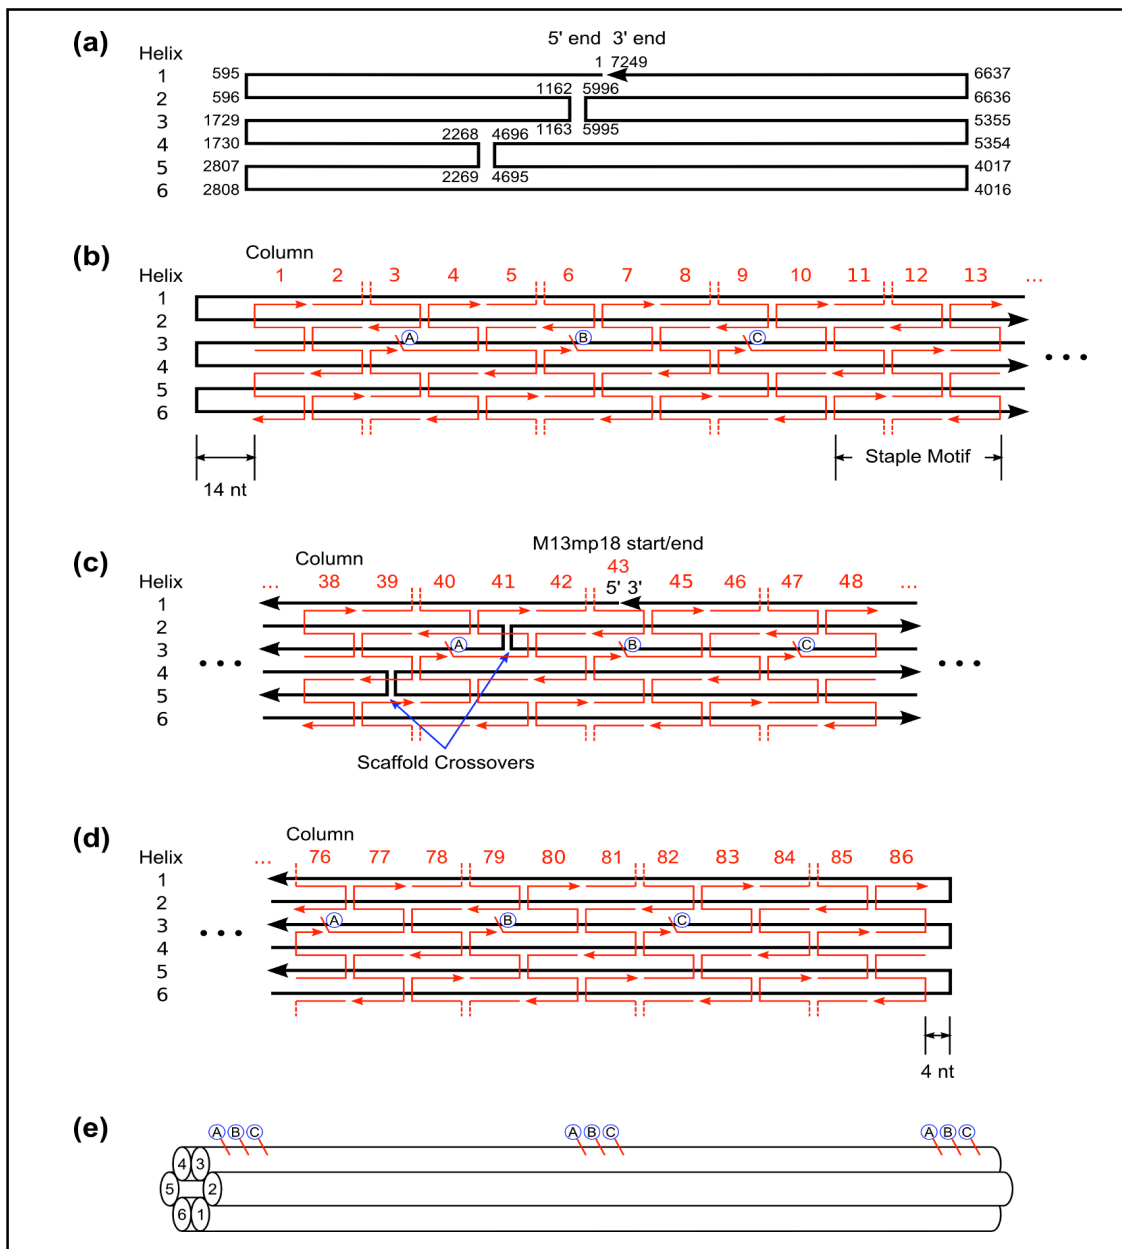 (a)
5' end 3' end
Helix
1 7249
1 595 6637
2 596 1162 5996 6636
3 1729 1163 5995 5355
4 1730 2268 4696 5354
5 2807 2269 4695 4017
6 2808 4016
(b)
Column
Helix 1 2 3 4 5 6 7 8 9 10 11 12 13 ...
1
2
A B C
3
4
5
6
Staple Motif
14 nt
(c)
M13mp18 start/end
Column 43
Helix ... 38 39 40 41 42 5' 3' 45 46 47 48 ...
1
2
A B C
3
4
5
6
Scaffold Crossovers
(d)
Column
Helix ... 76 77 78 79 80 81 82 83 84 85 86
1
2
A B C
3
4
5
6
4 nt
(e)
A B C A B C A B C
4 3
5 2
6 1